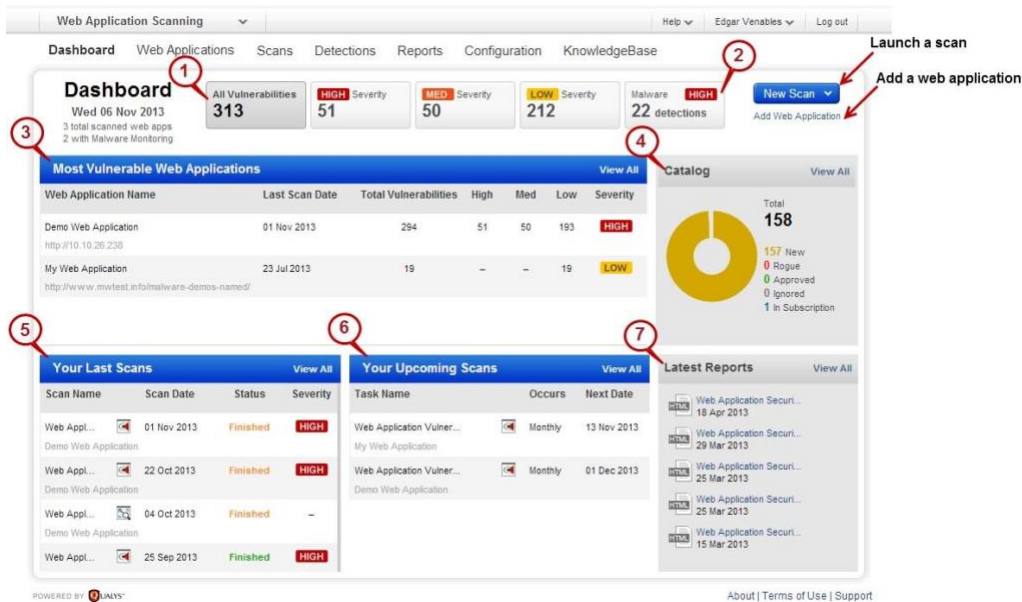 Web Application Scanning
Help Edgar Venables Log out
Dashboard Web Applications Scans Detections Reports Configuration KnowledgeBase
Launch a scan
Add a web application
1
2
Dashboard
Wed 06 Nov 2013
3 total scanned web apps
2 with Malware Monitoring
All Vulnerabilities
313
HIGH Severity
51
MED Severity
50
LOW Severity
212
Malware HIGH
22 detections
New Scan
Add Web Application
3
Most Vulnerable Web Applications View All
Web Application Name Last Scan Date Total Vulnerabilities High Med Low Severity
Demo Web Application 01 Nov 2013 294 51 50 193 HIGH
http://10.10.26.238
My Web Application 23 Jul 2013 19 – – 19 LOW
http://www.mwtest.info/malware-demos-named/
4
Catalog View All
Total
158
157 New
0 Rogue
0 Approved
0 Ignored
1 In Subscription
5
Your Last Scans View All
Scan Name Scan Date Status Severity
Web Appl... 01 Nov 2013 Finished HIGH
Demo Web Application
Web Appl... 22 Oct 2013 Finished HIGH
Demo Web Application
Web Appl... 04 Oct 2013 Finished –
Demo Web Application
Web Appl... 25 Sep 2013 Finished HIGH
6
Your Upcoming Scans View All
Task Name Occurs Next Date
Web Application Vulner... Monthly 13 Nov 2013
My Web Application
Web Application Vulner... Monthly 01 Dec 2013
Demo Web Application
7
Latest Reports View All
HTML Web Application Securi...
18 Apr 2013
HTML Web Application Securi...
29 Mar 2013
HTML Web Application Securi...
25 Mar 2013
HTML Web Application Securi...
25 Mar 2013
HTML Web Application Securi...
15 Mar 2013
POWERED BY QUALYS
About | Terms of Use | Support